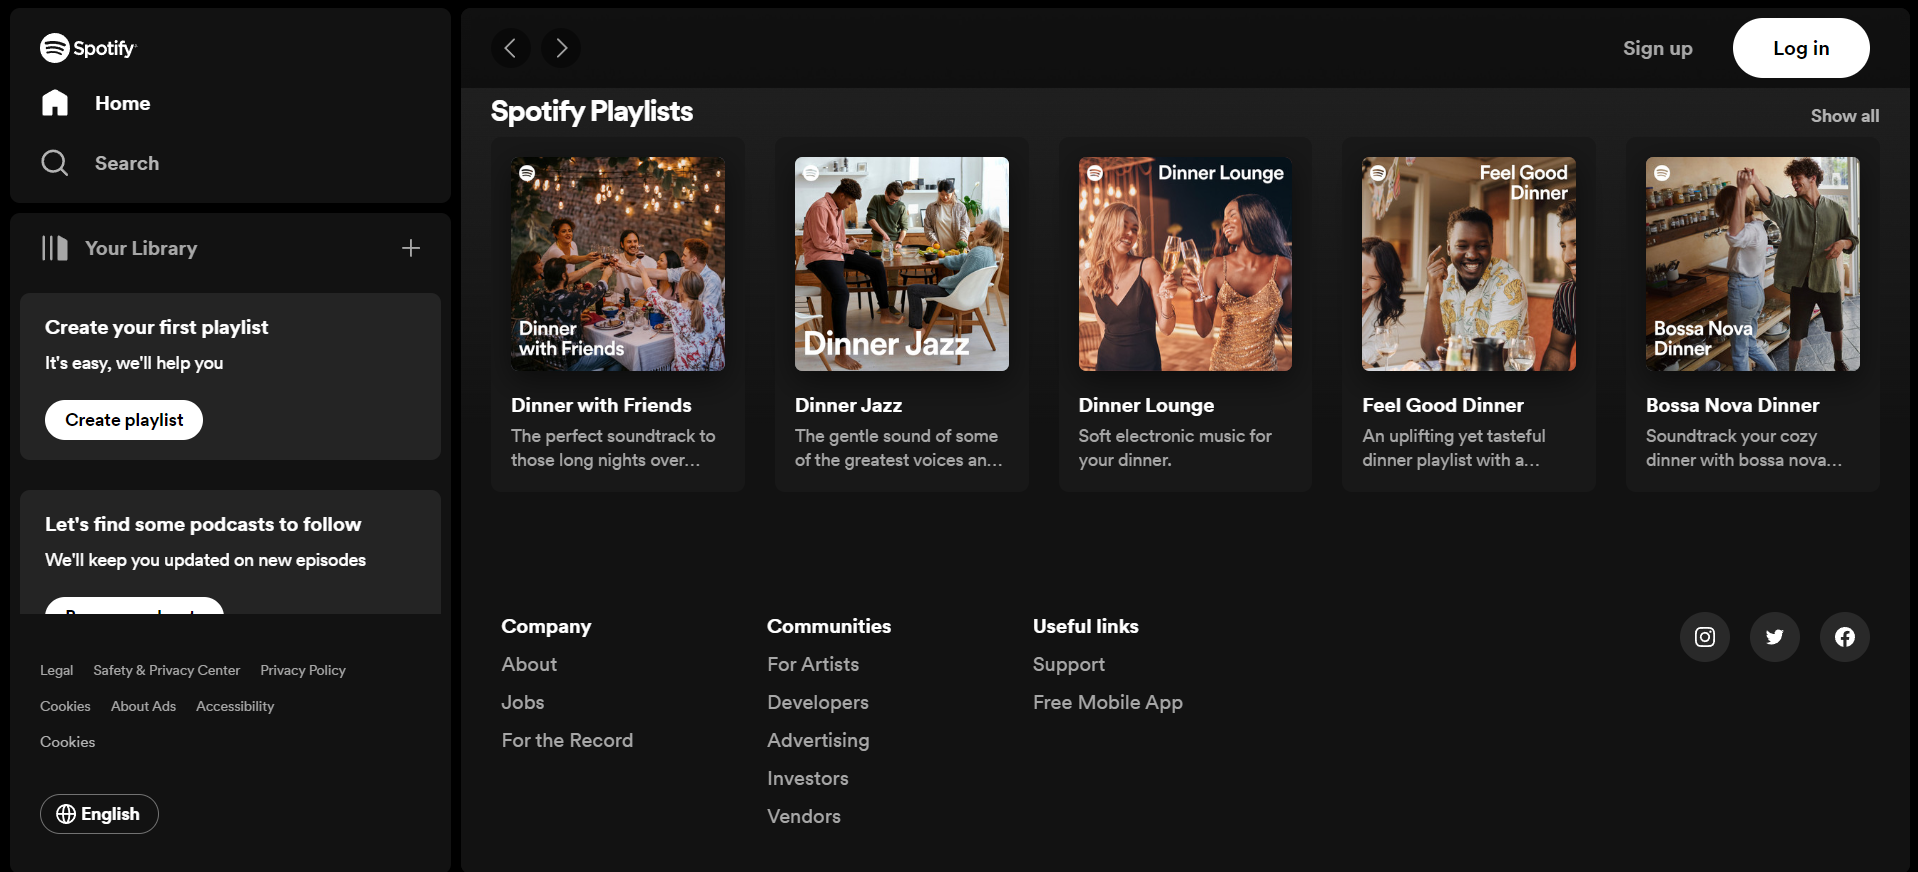 Spotify
Home
Search
Your Library
Create your first playlist
It's easy, we'll help you
Create playlist
Let's find some podcasts to follow
We'll keep you updated on new episodes
Legal Safety & Privacy Center Privacy Policy
Cookies About Ads Accessibility
Cookies
English
Sign up
Log in
Spotify Playlists
Show all
Dinner
with Friends
Dinner with Friends
The perfect soundtrack to
those long nights over...
Dinner Jazz
Dinner Jazz
The gentle sound of some
of the greatest voices an...
Dinner Lounge
Dinner Lounge
Soft electronic music for
your dinner.
Feel Good
Dinner
Feel Good Dinner
An uplifting yet tasteful
dinner playlist with a...
Bossa Nova
Dinner
Bossa Nova Dinner
Soundtrack your cozy
dinner with bossa nova...
Company
About
Jobs
For the Record
Communities
For Artists
Developers
Advertising
Investors
Vendors
Useful links
Support
Free Mobile App